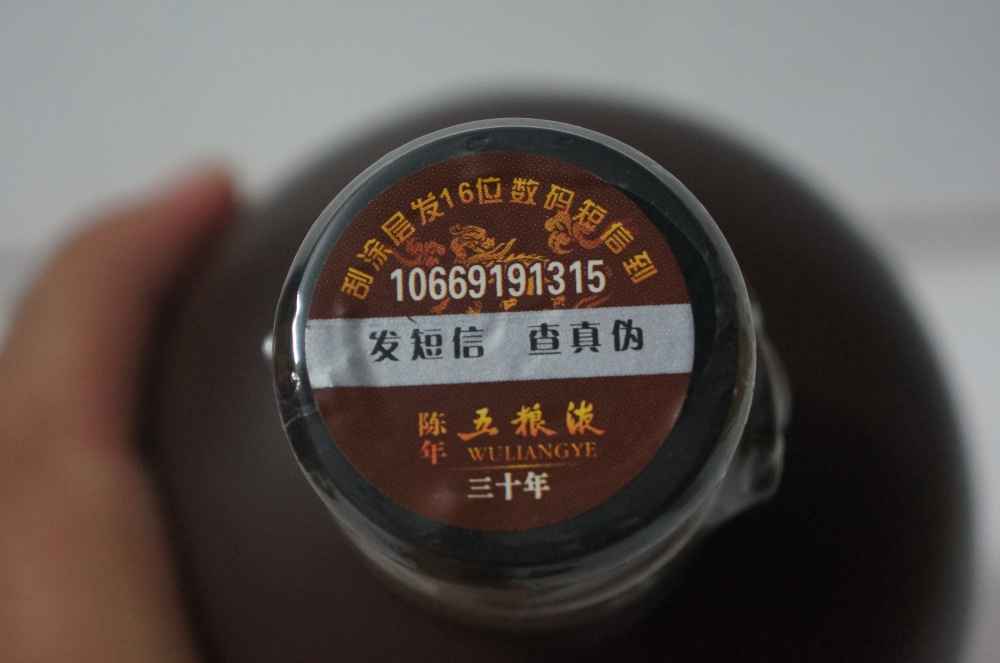 刮涂层发16位数码短信到
10669191315
发短信 查真伪
陈年 五粮液
WULIANGYE
三十年